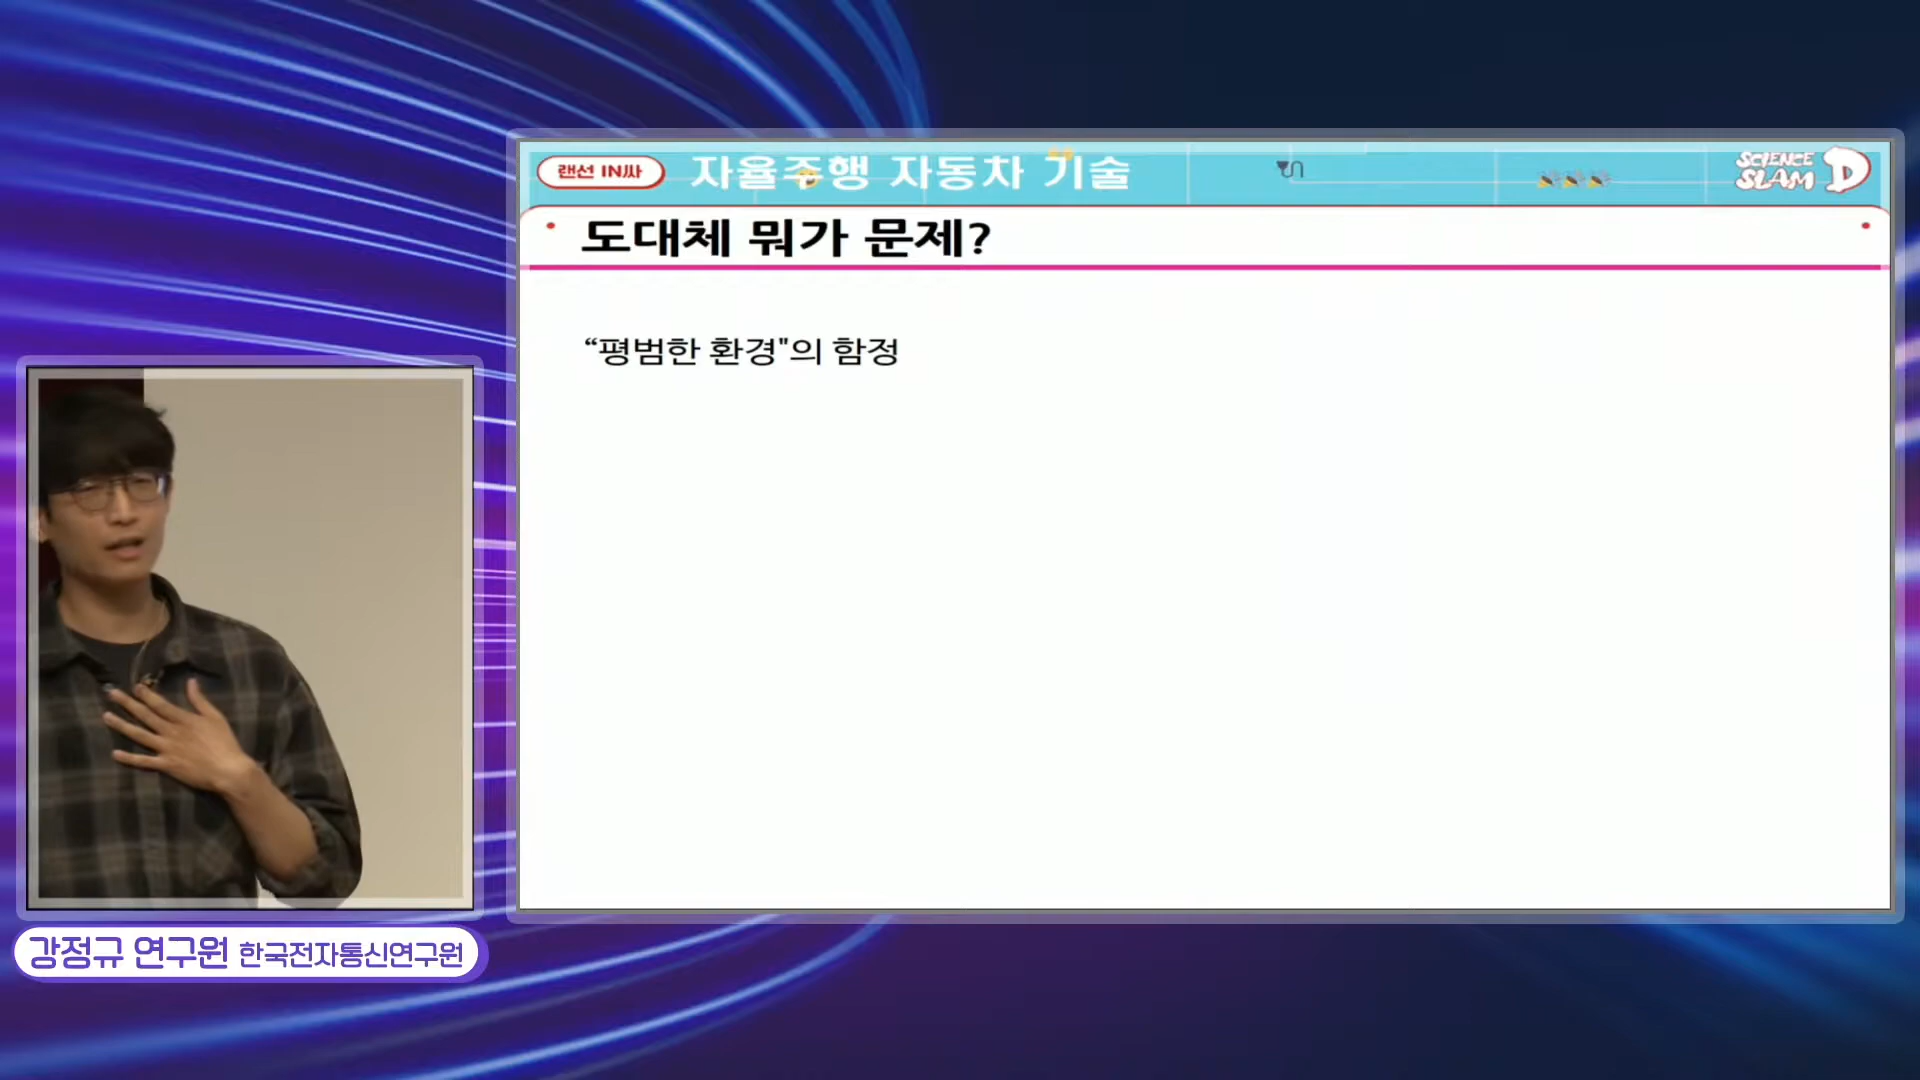 랜선 IN싸 자율주행 자동차 기술
SCIENCE SLAM D
도대체 뭐가 문제?
“평범한 환경"의 함정
강정규 연구원 한국전자통신연구원